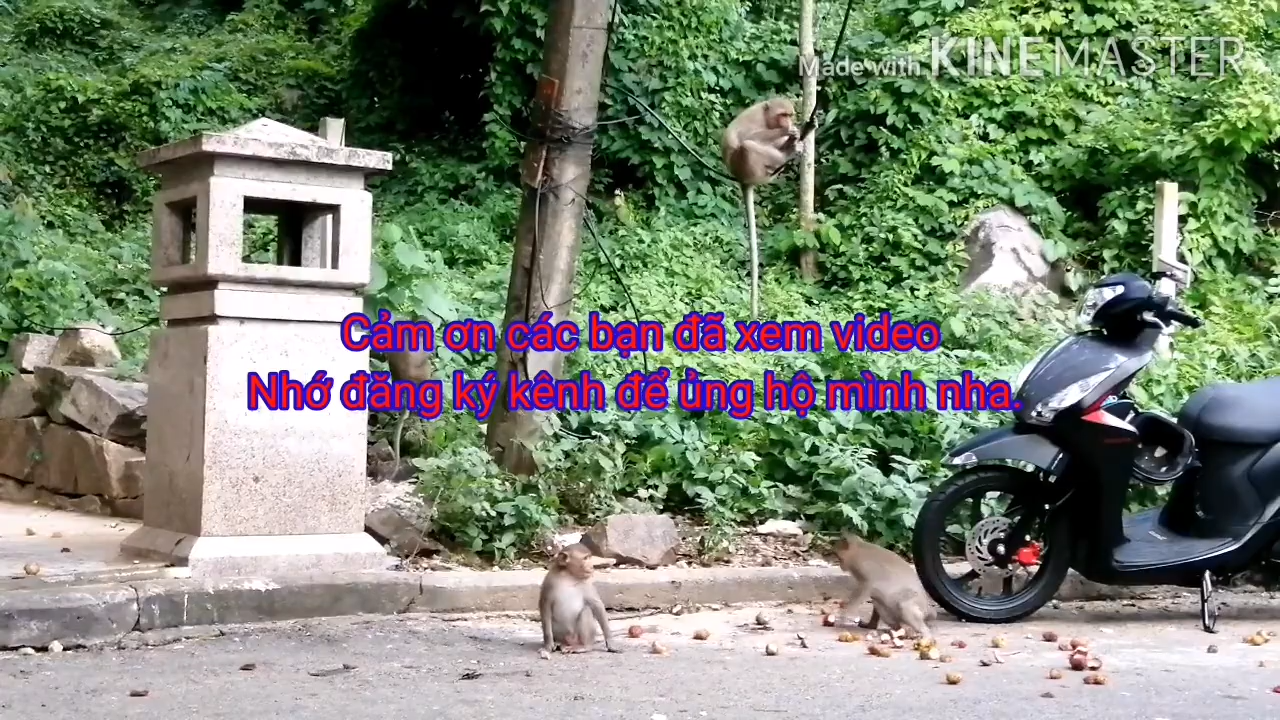 Made with KINEMASTER
Cảm ơn các bạn đã xem video
Nhớ đăng ký kênh để ủng hộ mình nha.